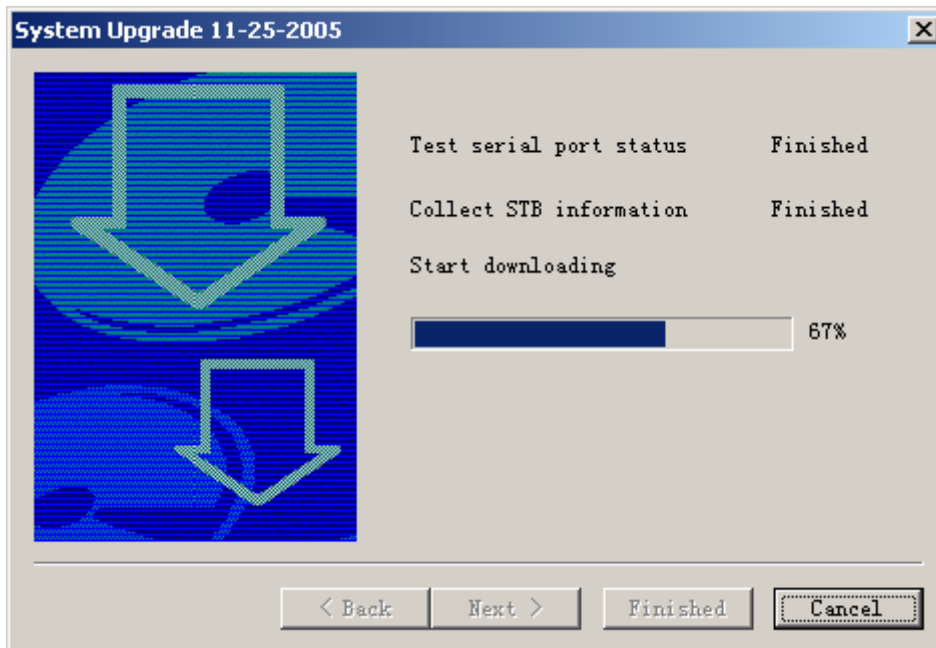 System Upgrade 11-25-2005
Test serial port status Finished
Collect STB information Finished
Start downloading
67%
< Back Next > Finished Cancel